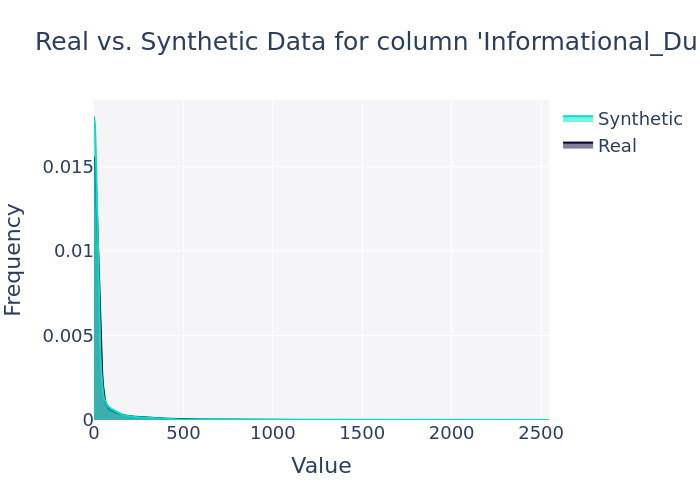 Real vs. Synthetic Data for column 'Informational_Du
Synthetic
Real
Frequency
0.015
0.01
0.005
0
0
500
1000
1500
2000
2500
Value